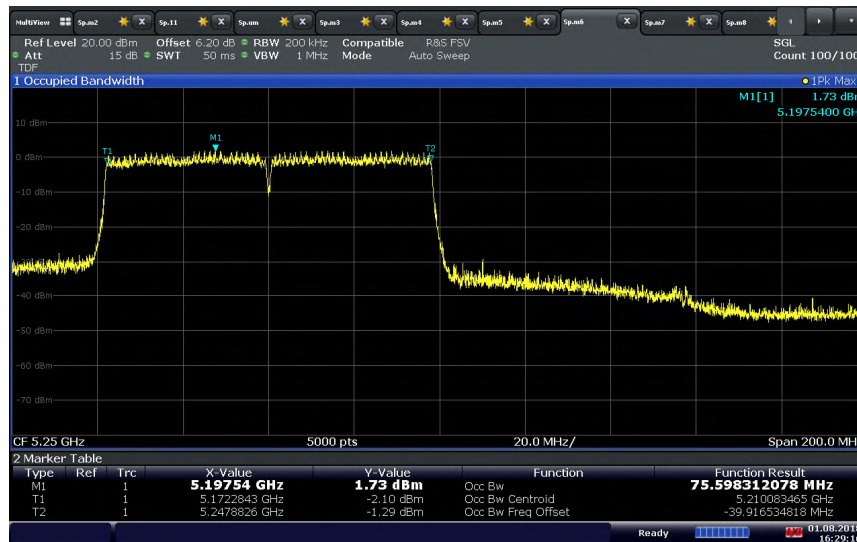 MultiView Sp.m2 X Sp.11 X Sp.um X Sp.m3 X Sp.m4 X Sp.m5 X Sp.m6 X Sp.m7 X Sp.m8
Ref Level 20.00 dBm Offset 6.20 dB RBW 200 kHz Compatible R&S FSV SGL
Att 15 dB SWT 50 ms VBW 1 MHz Mode Auto Sweep Count 100/100
TDF
1 Occupied Bandwidth 1Pk Max
M1[1] 1.73 dBm
5.1975400 GH
10 dBm
M1
T1 T2
0 dBm
-10 dBm
-20 dBm
-40 dBm
-50 dBm
-60 dBm
-70 dBm
CF 5.25 GHz 5000 pts 20.0 MHz/ Span 200.0 MH
2 Marker Table
Type Ref Trc X-Value Y-Value Function Function Result
M1 1 5.19754 GHz 1.73 dBm Occ Bw 75.598312078 MHz
T1 1 5.1722843 GHz -2.10 dBm Occ Bw Centroid 5.210083465 GHz
T2 1 5.2478826 GHz -1.29 dBm Occ Bw Freq Offset -39.916534818 MHz
Ready 01.08.201
16:29:1